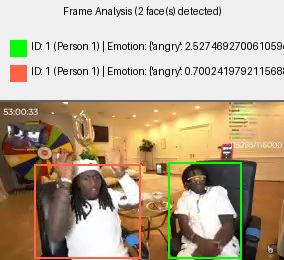 Frame Analysis (2 face(s) detected)
ID: 1 (Person 1) | Emotion: {'angry': 2.527469270061059
ID: 1 (Person 1) | Emotion: {'angry': 0.700241979211568
53:00:33